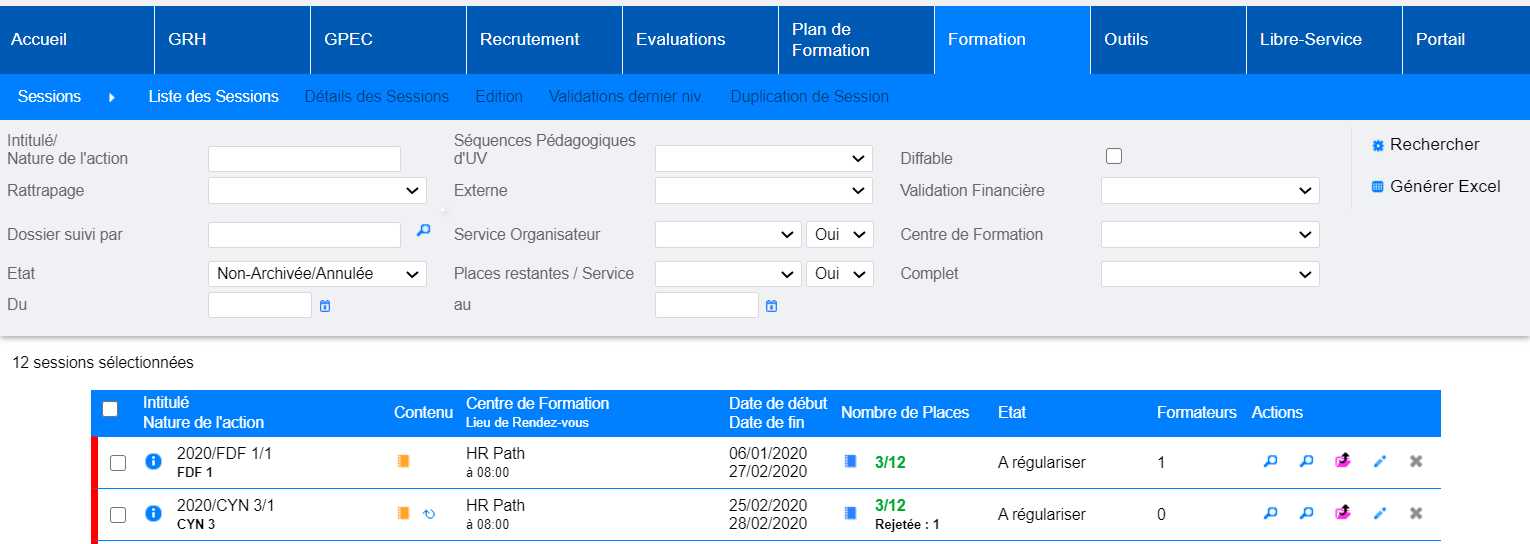 Accueil
GRH
GPEC
Recrutement
Evaluations
Plan de
Formation
Formation
Outils
Libre-Service
Portail
Sessions
Liste des Sessions
Détails des Sessions
Edition
Validations dernier niv.
Duplication de Session
Intitulé/
Nature de l'action
Séquences Pédagogiques
d'UV
Diffable
Rechercher
Rattrapage
Externe
Validation Financière
Générer Excel
Dossier suivi par
Service Organisateur
Oui
Centre de Formation
Etat
Non-Archivée/Annulée
Places restantes / Service
Oui
Complet
Du
au
12 sessions sélectionnées
Intitulé
Nature de l'action
Contenu
Centre de Formation
Lieu de Rendez-vous
Date de début
Date de fin
Nombre de Places
Etat
Formateurs
Actions
2020/FDF 1/1
FDF 1
HR Path
à 08:00
06/01/2020
27/02/2020
3/12
A régulariser
1
2020/CYN 3/1
CYN 3
HR Path
à 08:00
25/02/2020
28/02/2020
3/12
Rejetée : 1
A régulariser
0